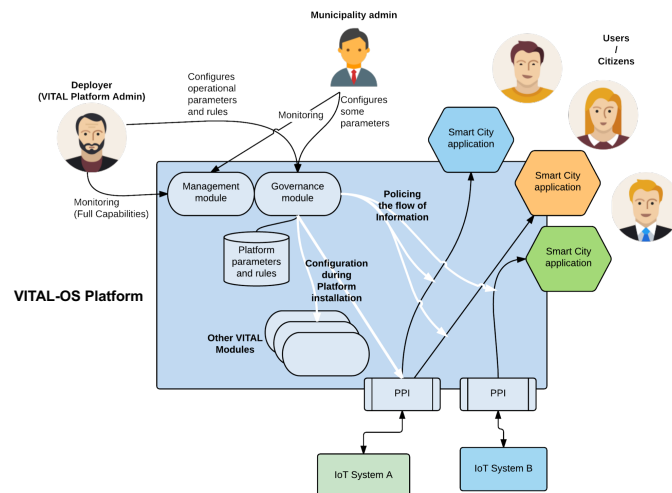 Municipality admin
Users
/
Citizens
Deployer
(VITAL Platform Admin)
Configures
operational
parameters
and rules
Monitoring
Configures
some
parameters
Smart City
application
Smart City
application
Smart City
application
Management
module
Governance
module
Monitoring
(Full Capabilities)
Policing
the flow of
Information
Platform
parameters
and rules
Configuration
during
Platform
installation
VITAL-OS Platform
Other VITAL
Modules
PPI
PPI
IoT System A
IoT System B